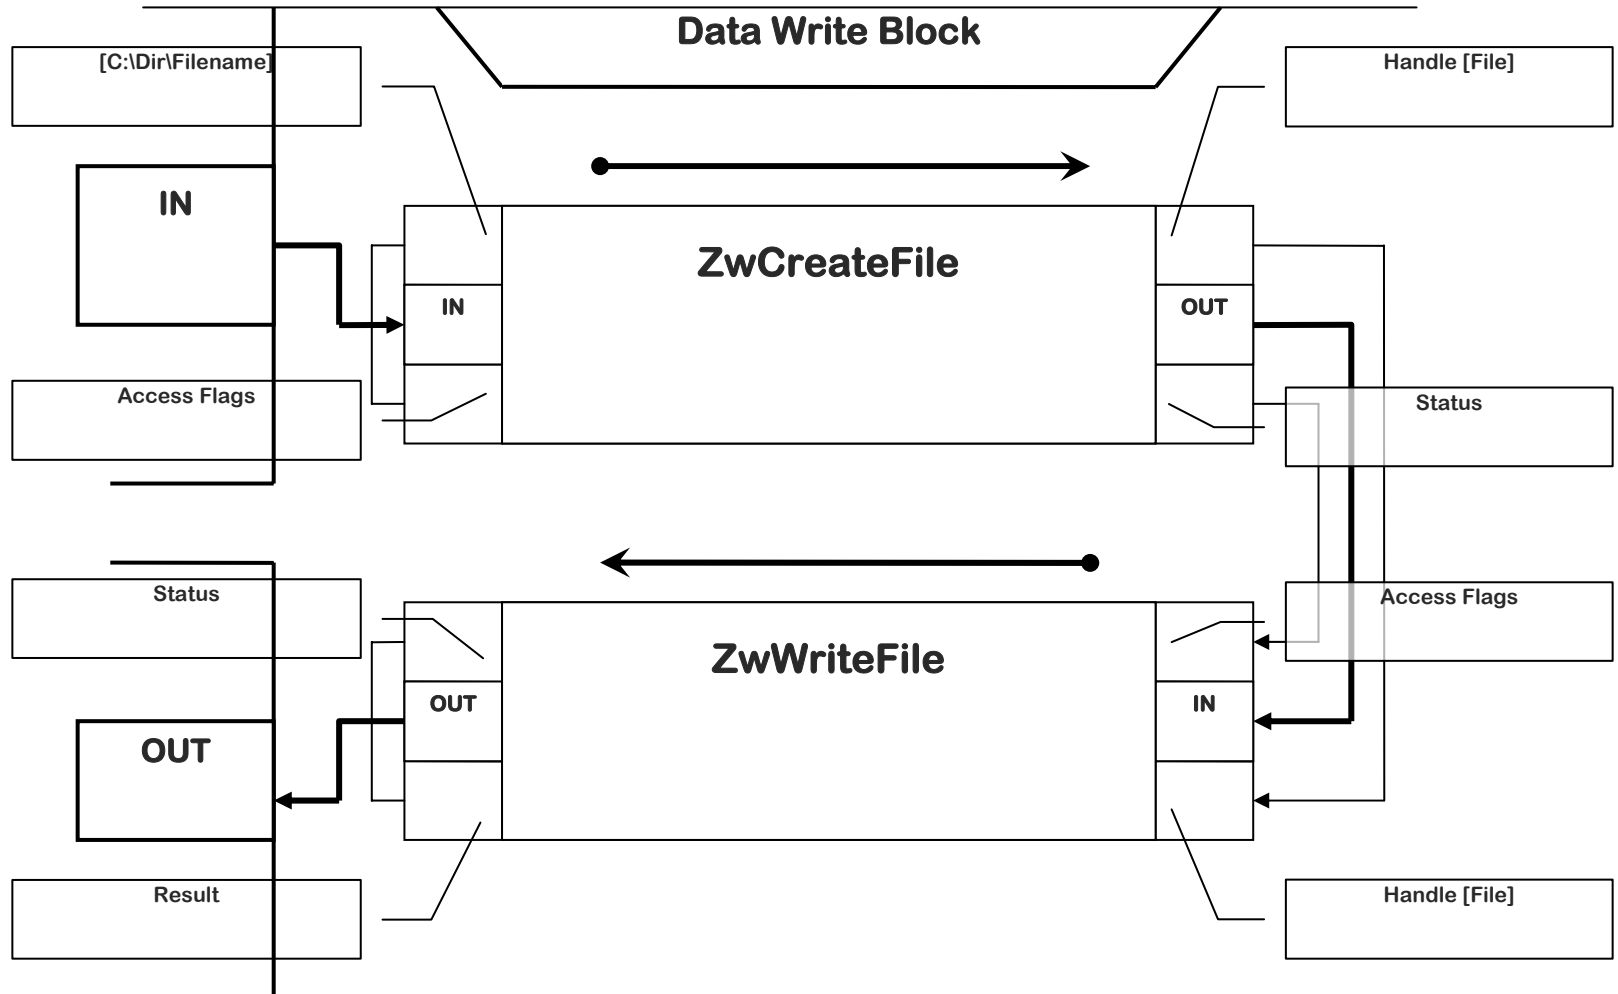 Data Write Block
[C:\Dir\Filename]
Handle [File]
IN
ZwCreateFile
IN
OUT
Access Flags
Status
Status
Access Flags
ZwWriteFile
OUT
IN
OUT
Result
Handle [File]